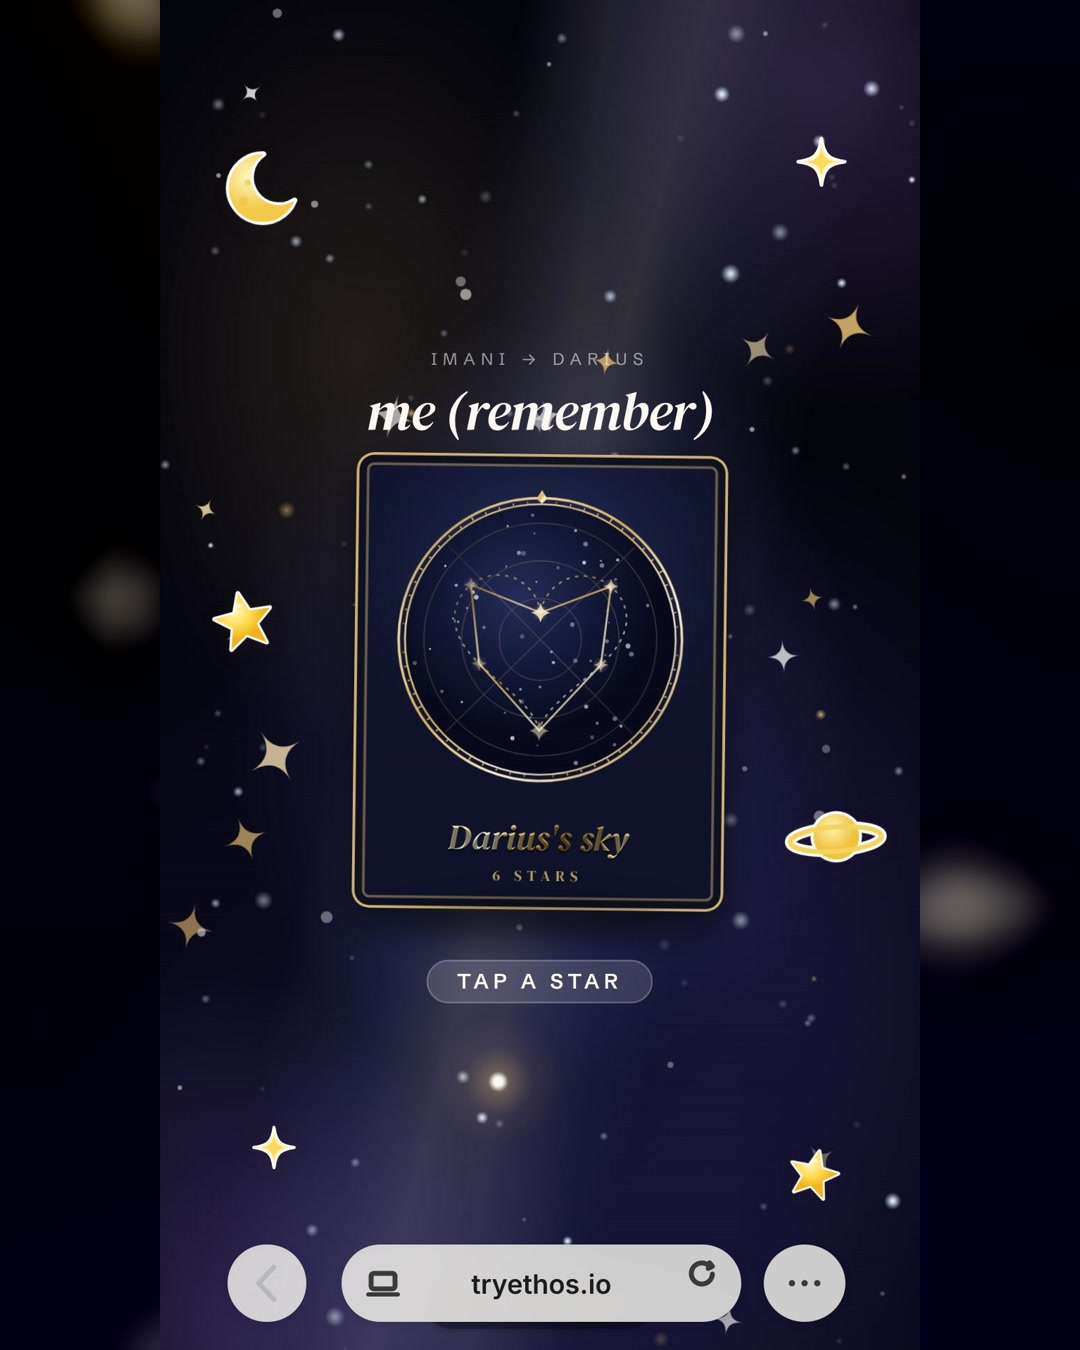 IMANI → DARIUS
me (remember)
Darius's sky
6 STARS
TAP A STAR
tryethos.io